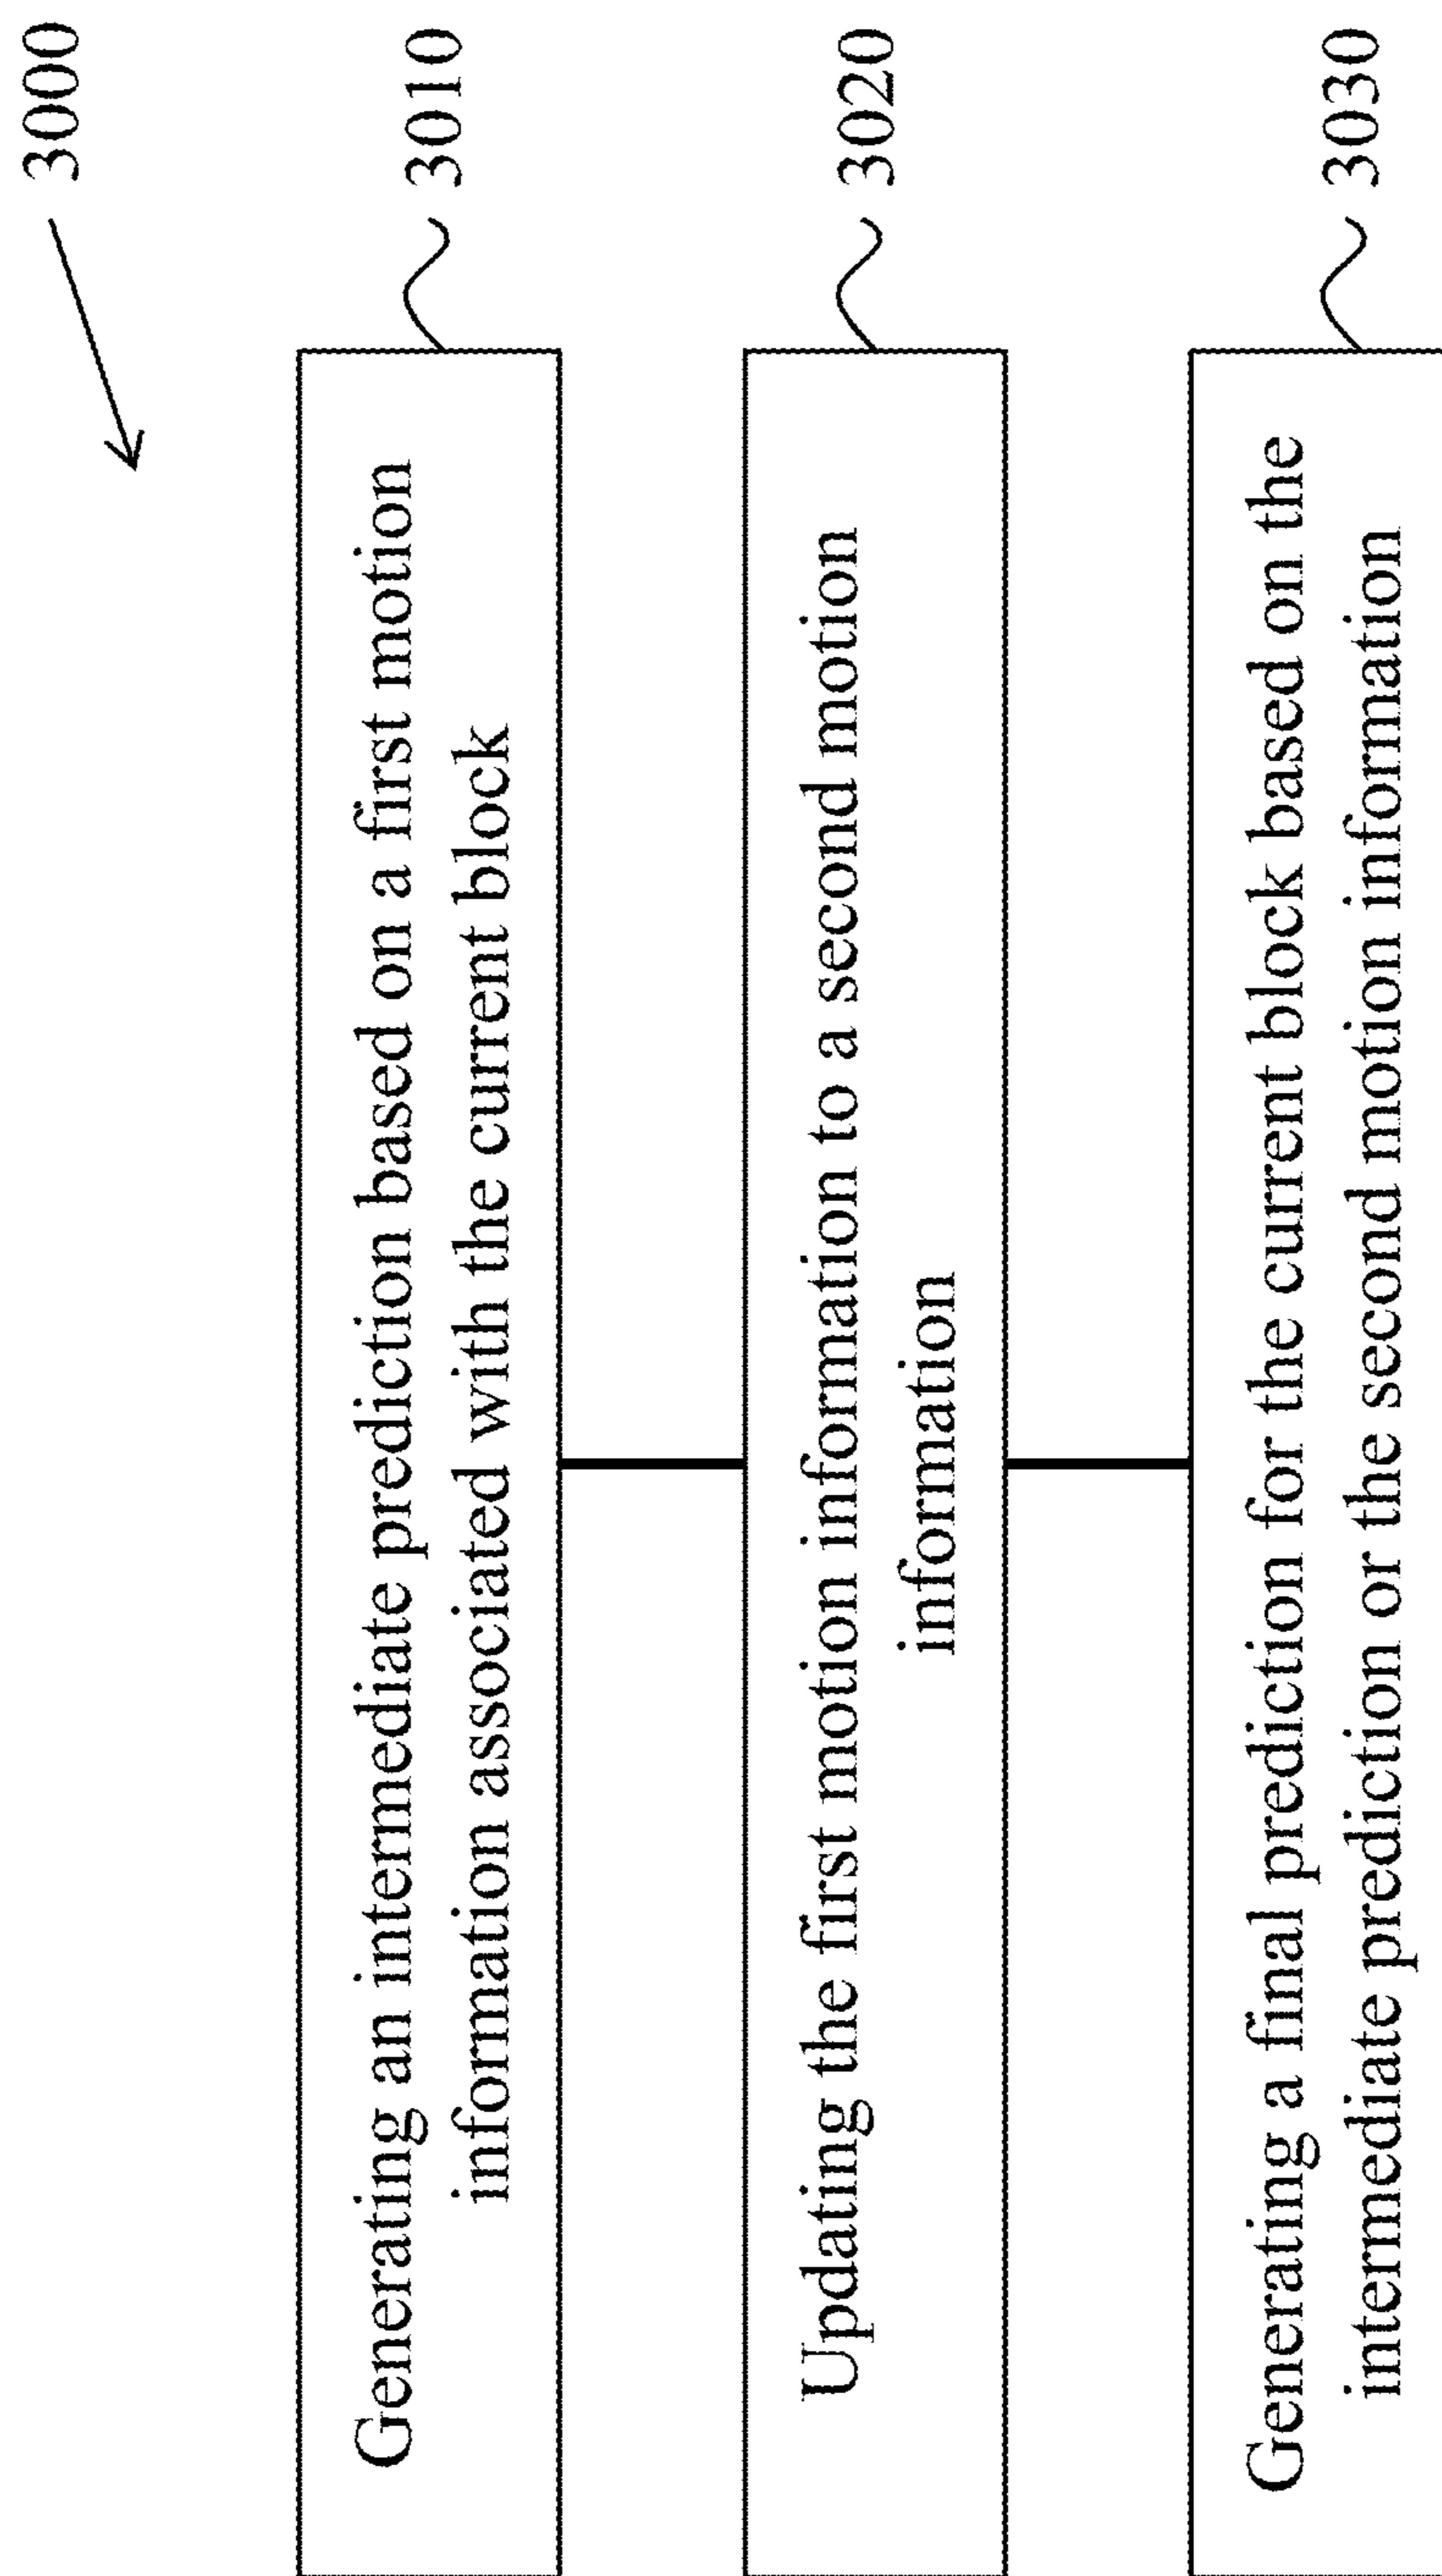 3000
Generating an intermediate prediction based on a first motion
information associated with the current block
3010
Updating the first motion information to a second motion
information
3020
Generating a final prediction for the current block based on the
intermediate prediction or the second motion information
3030